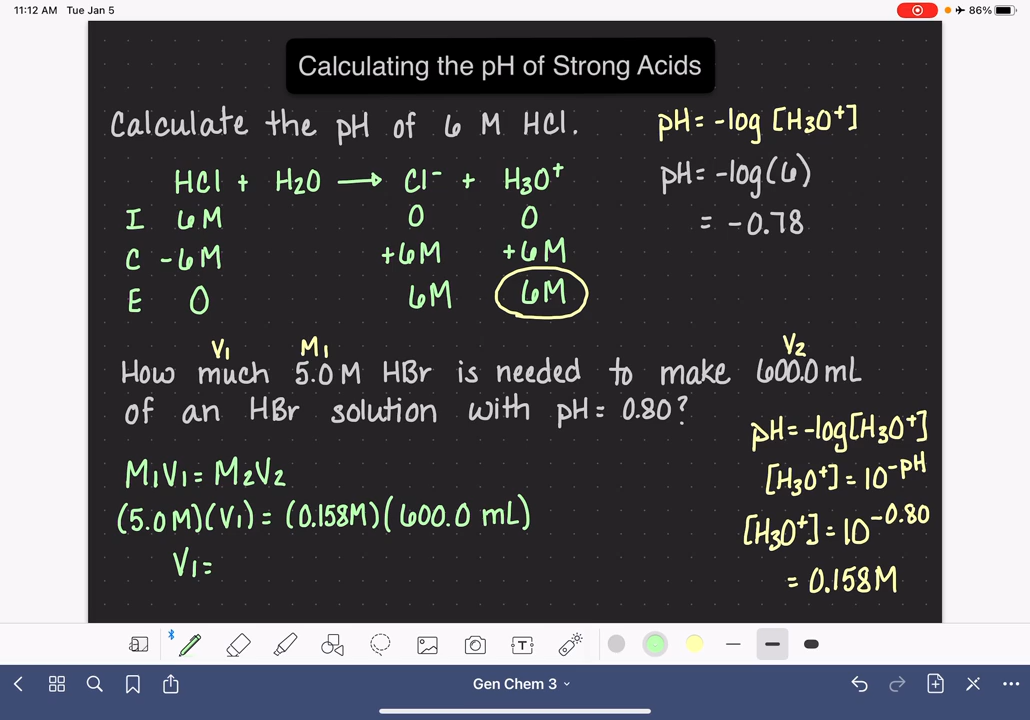 11:12 AM Tue Jan 5
86%
Calculating the pH of Strong Acids
Calculate the pH of 6 M HCl.
pH = -log [H3O+]
pH = -log(6)
= -0.78
HCl + H2O → Cl- + H3O+
I 6M 0 0
C -6M +6M +6M
E 0 6M 6M
V1 M1 V2
How much 5.0 M HBr is needed to make 600.0 mL
of an HBr solution with pH = 0.80?
pH = -log[H3O+]
[H3O+] = 10-pH
[H3O+] = 10-0.80
= 0.158M
M1V1 = M2V2
(5.0 M)(V1) = (0.158M)(600.0 mL)
V1 =
T
Gen Chem 3